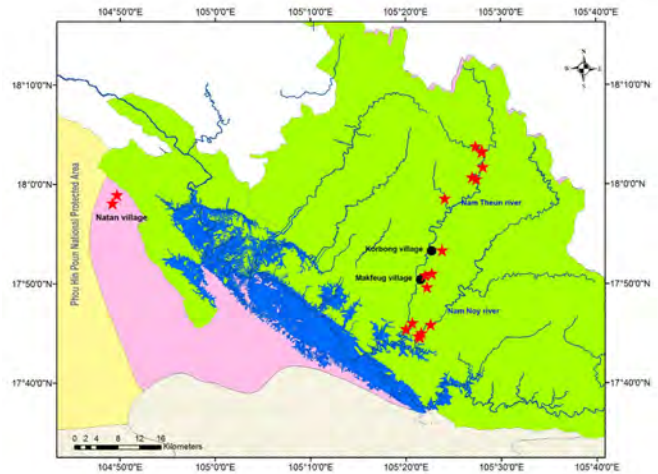 104°50'0"E 105°0'0"E 105°10'0"E 105°20'0"E 105°30'0"E 105°40'0"E
N
W E
S
18°10'0"N 18°10'0"N
18°0'0"N 18°0'0"N
17°50'0"N 17°50'0"N
17°40'0"N 17°40'0"N
Phou Hin Poun National Protected Area
Natan village
Nam Theun river
Korbong village
Makfeug village
Nam Noy river
0 2 4 8 12 16
Kilometers
104°50'0"E 105°0'0"E 105°10'0"E 105°20'0"E 105°30'0"E 105°40'0"E